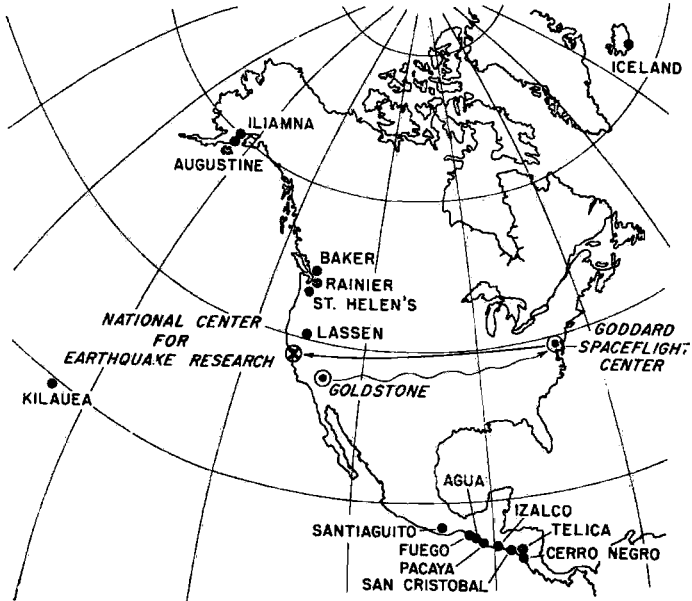 ICELAND
ILIAMNA
AUGUSTINE
BAKER
RAINIER
ST. HELEN'S
NATIONAL CENTER
FOR
EARTHQUAKE RESEARCH
LASSEN
GODDARD
SPACEFLIGHT
CENTER
KILAUEA
GOLDSTONE
AGUA
IZALCO
SANTIAGUITO
TELICA
FUEGO
CERRO NEGRO
PACAYA
SAN CRISTOBAL